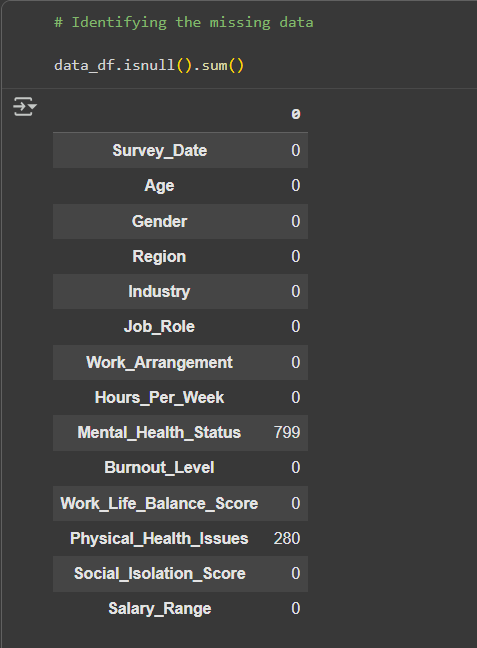 # Identifying the missing data
data_df.isnull().sum()
0
Survey_Date 0
Age 0
Gender 0
Region 0
Industry 0
Job_Role 0
Work_Arrangement 0
Hours_Per_Week 0
Mental_Health_Status 799
Burnout_Level 0
Work_Life_Balance_Score 0
Physical_Health_Issues 280
Social_Isolation_Score 0
Salary_Range 0